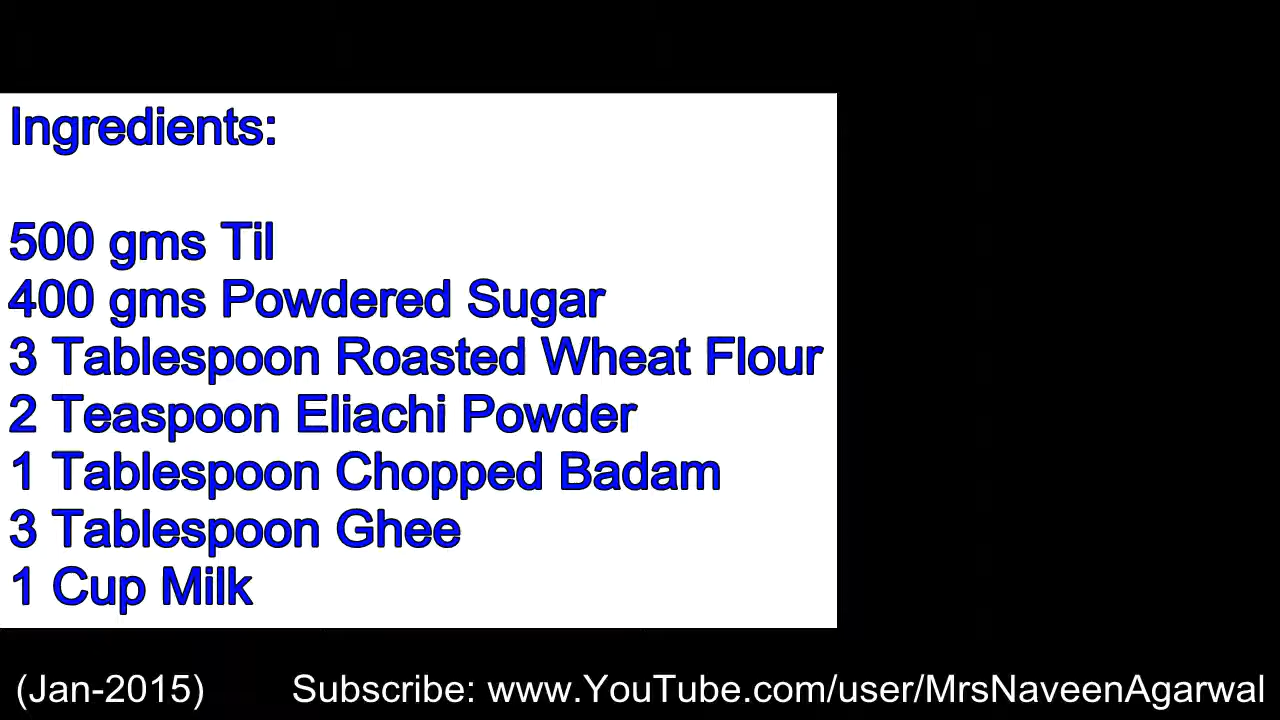 Ingredients:
500 gms Til
400 gms Powdered Sugar
3 Tablespoon Roasted Wheat Flour
2 Teaspoon Eliachi Powder
1 Tablespoon Chopped Badam
3 Tablespoon Ghee
1 Cup Milk
(Jan-2015) Subscribe: www.YouTube.com/user/MrsNaveenAgarwal